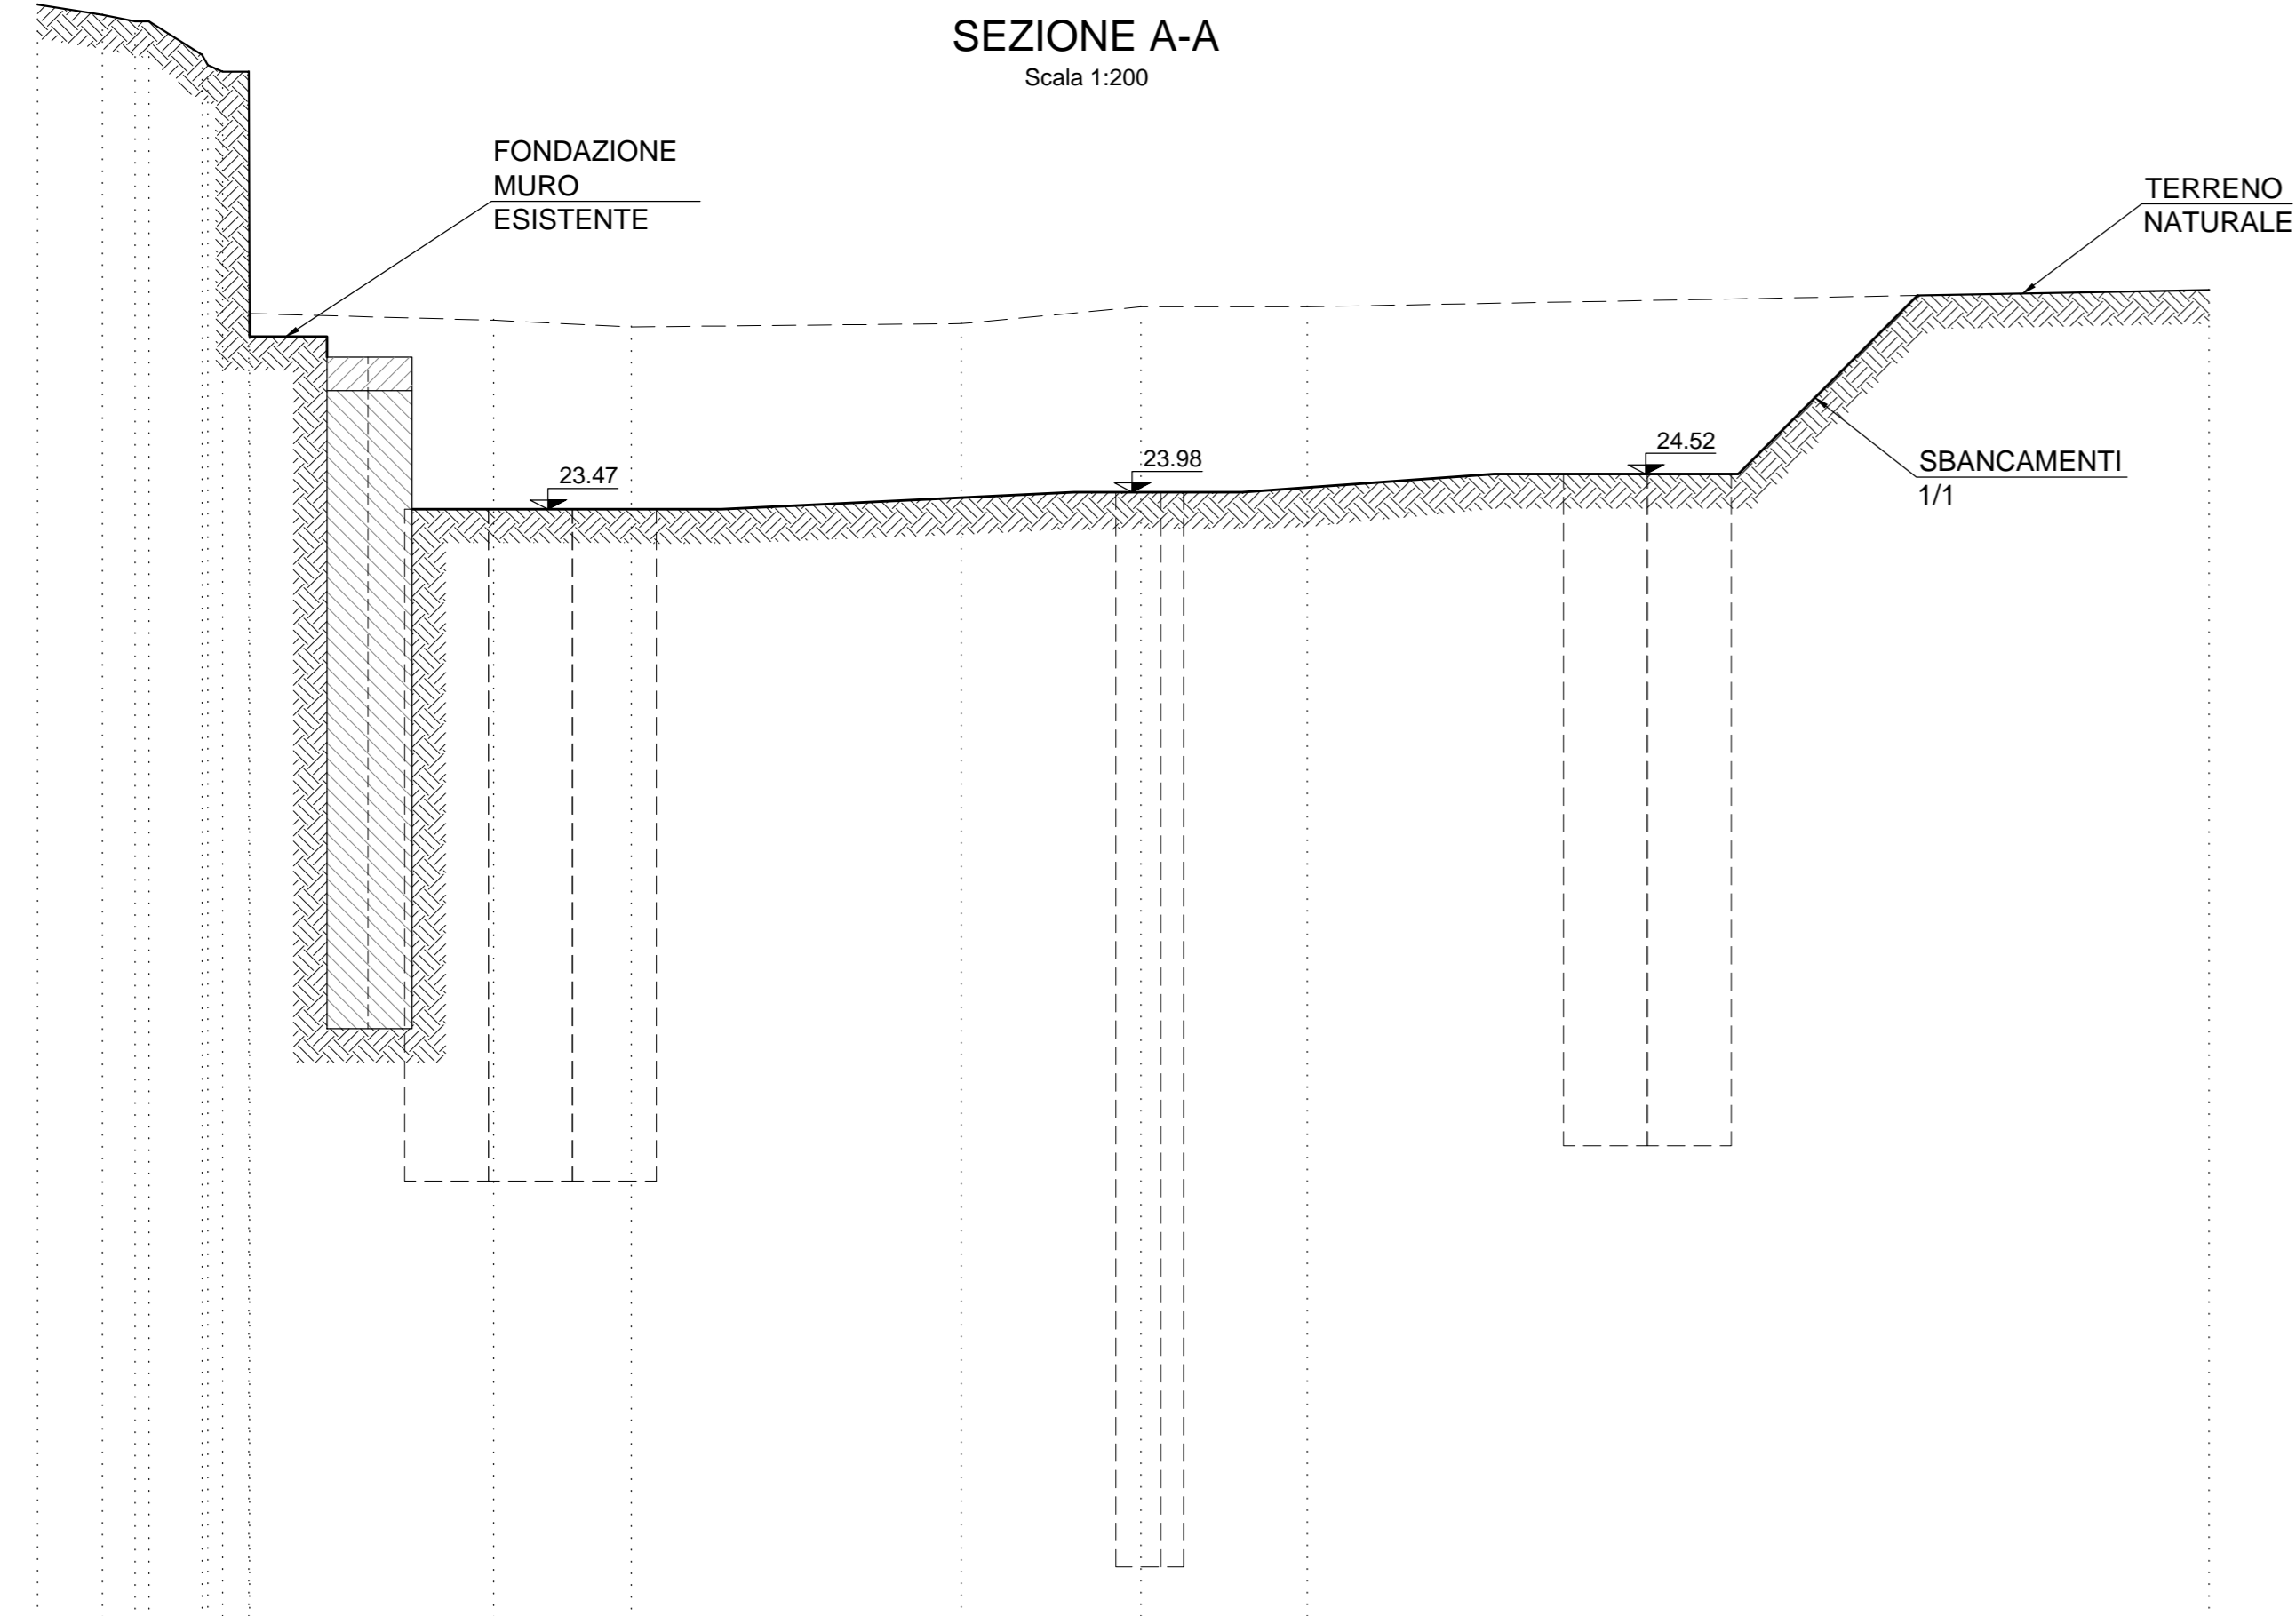 SEZIONE A-A
Scala 1:200
FONDAZIONE
MURO
ESISTENTE
TERRENO
NATURALE
23.47
23.98
24.52
SBANCAMENTI
1/1